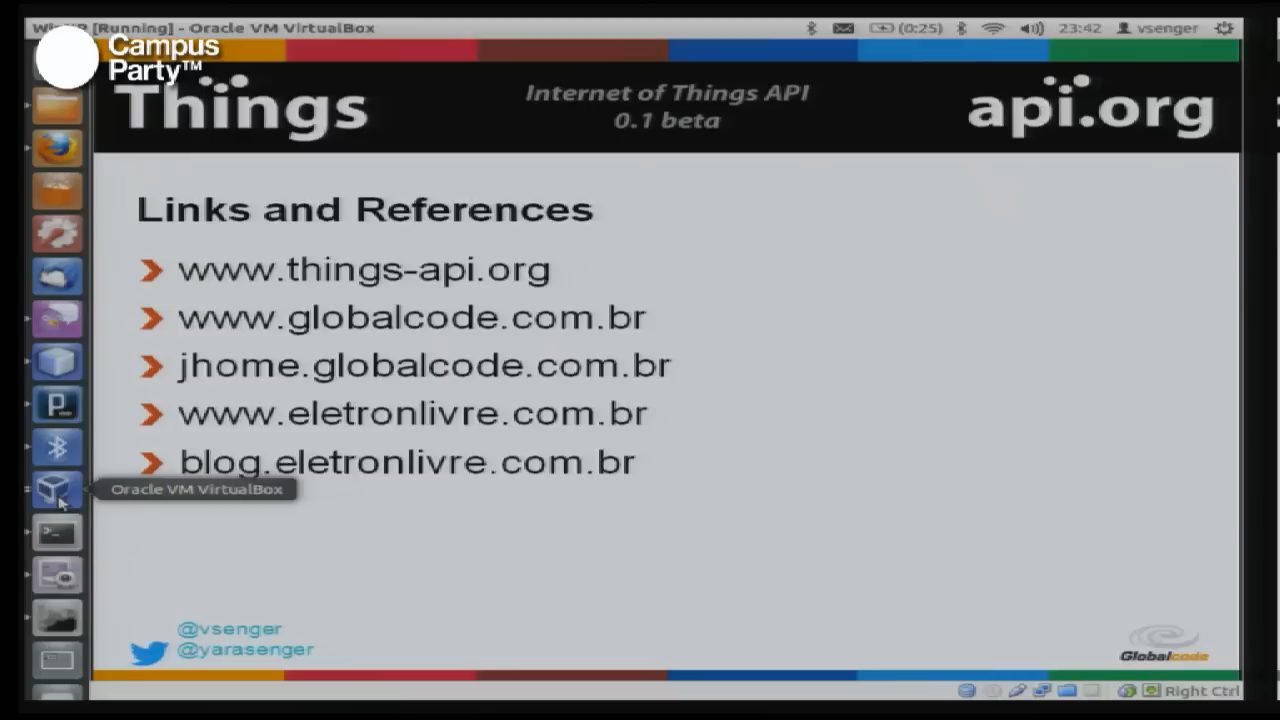 [Running] - Oracle VM VirtualBox
(0:25)
23:42
vsenger
Campus
Party™
Things
Internet of Things API
0.1 beta
api.org
Links and References
www.things-api.org
www.globalcode.com.br
jhome.globalcode.com.br
www.eletronlivre.com.br
blog.eletronlivre.com.br
Oracle VM VirtualBox
@vsenger
@yarasenger
Globalcode
Right Ctrl